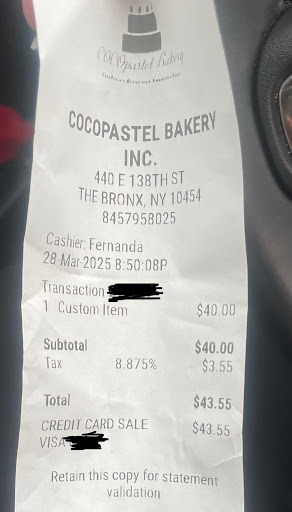 COCOpastel Bakery
COCOPASTEL BAKERY
INC.
440 E 138TH ST
THE BRONX, NY 10454
8457958025
Cashier: Fernanda
28 Mar 2025 8:50:08P
Transaction
1 Custom Item $40.00
Subtotal $40.00
Tax 8.875% $3.55
Total $43.55
CREDIT CARD SALE $43.55
VISA
Retain this copy for statement
validation